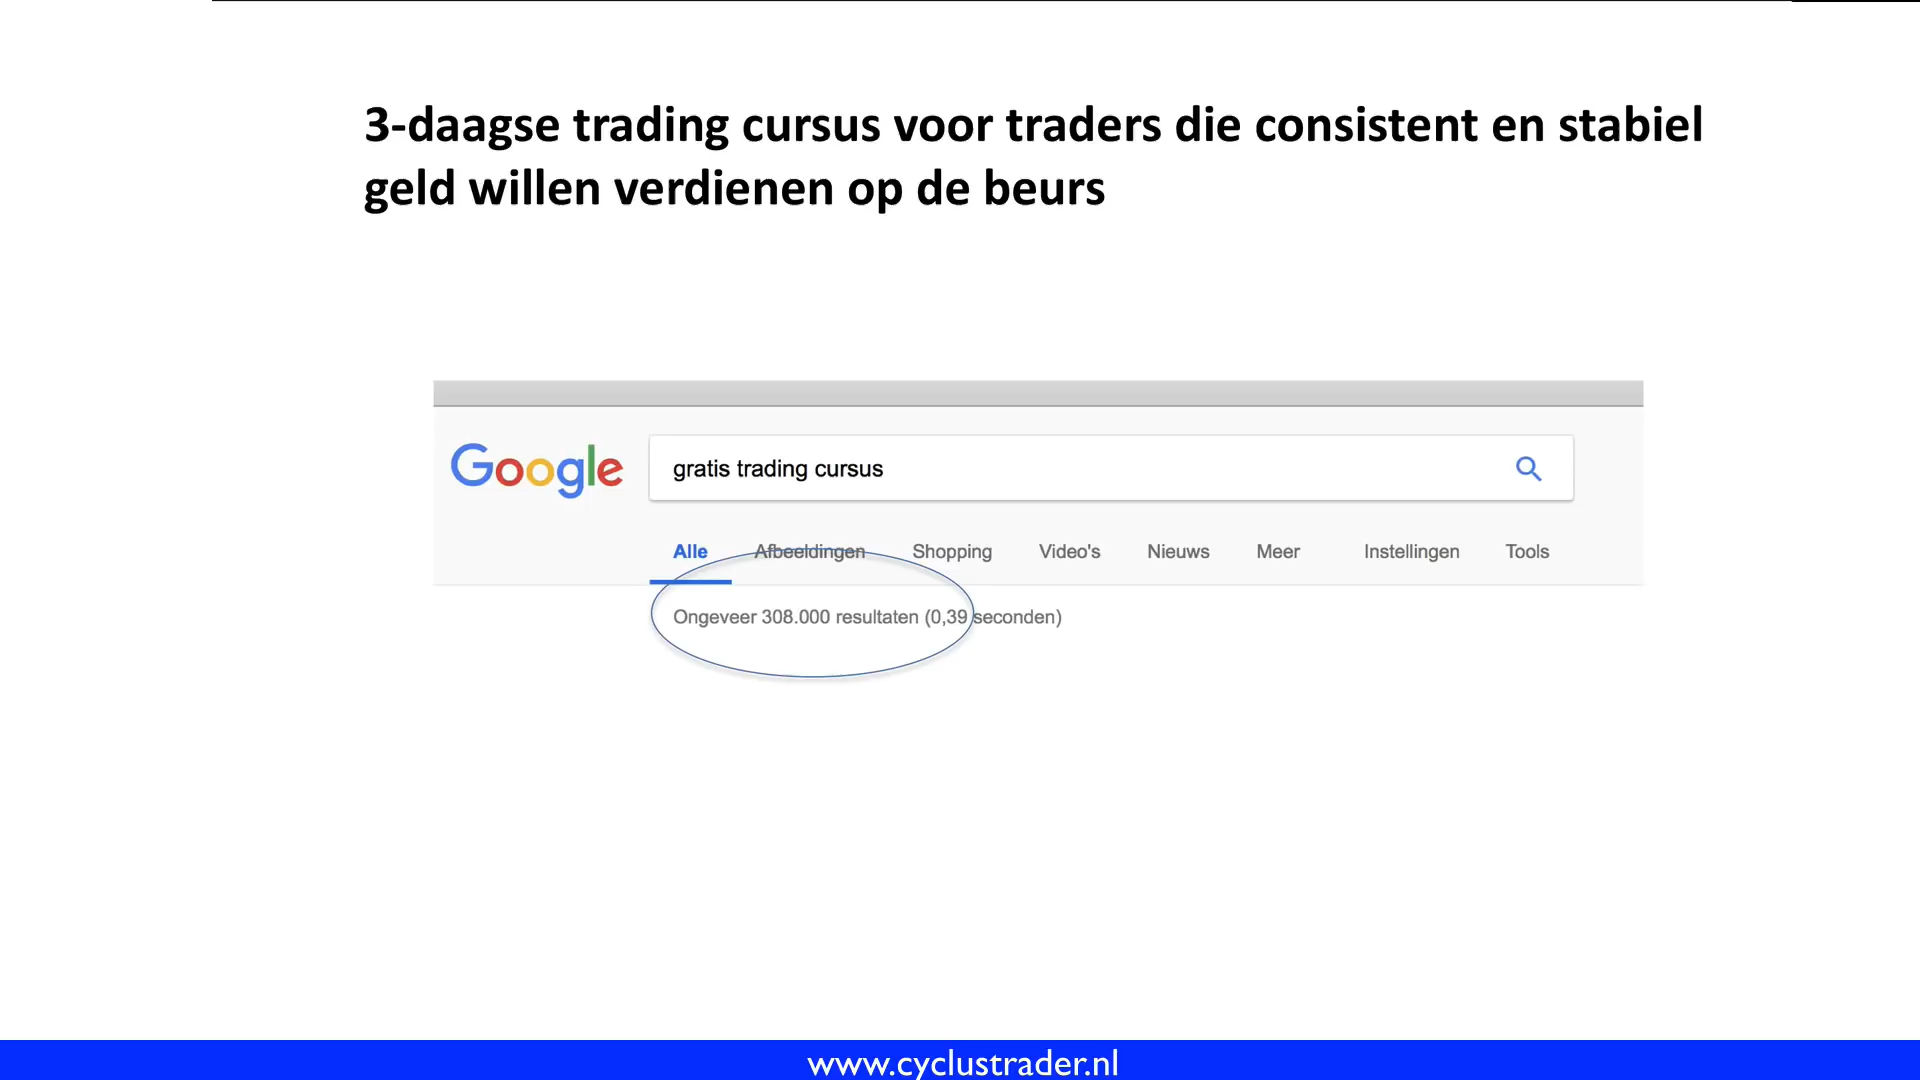 3-daagse trading cursus voor traders die consistent en stabiel
geld willen verdienen op de beurs
Google
gratis trading cursus
Alle Afbeeldingen Shopping Video's Nieuws Meer Instellingen Tools
Ongeveer 308.000 resultaten (0,39 seconden)
www.cyclustrader.nl